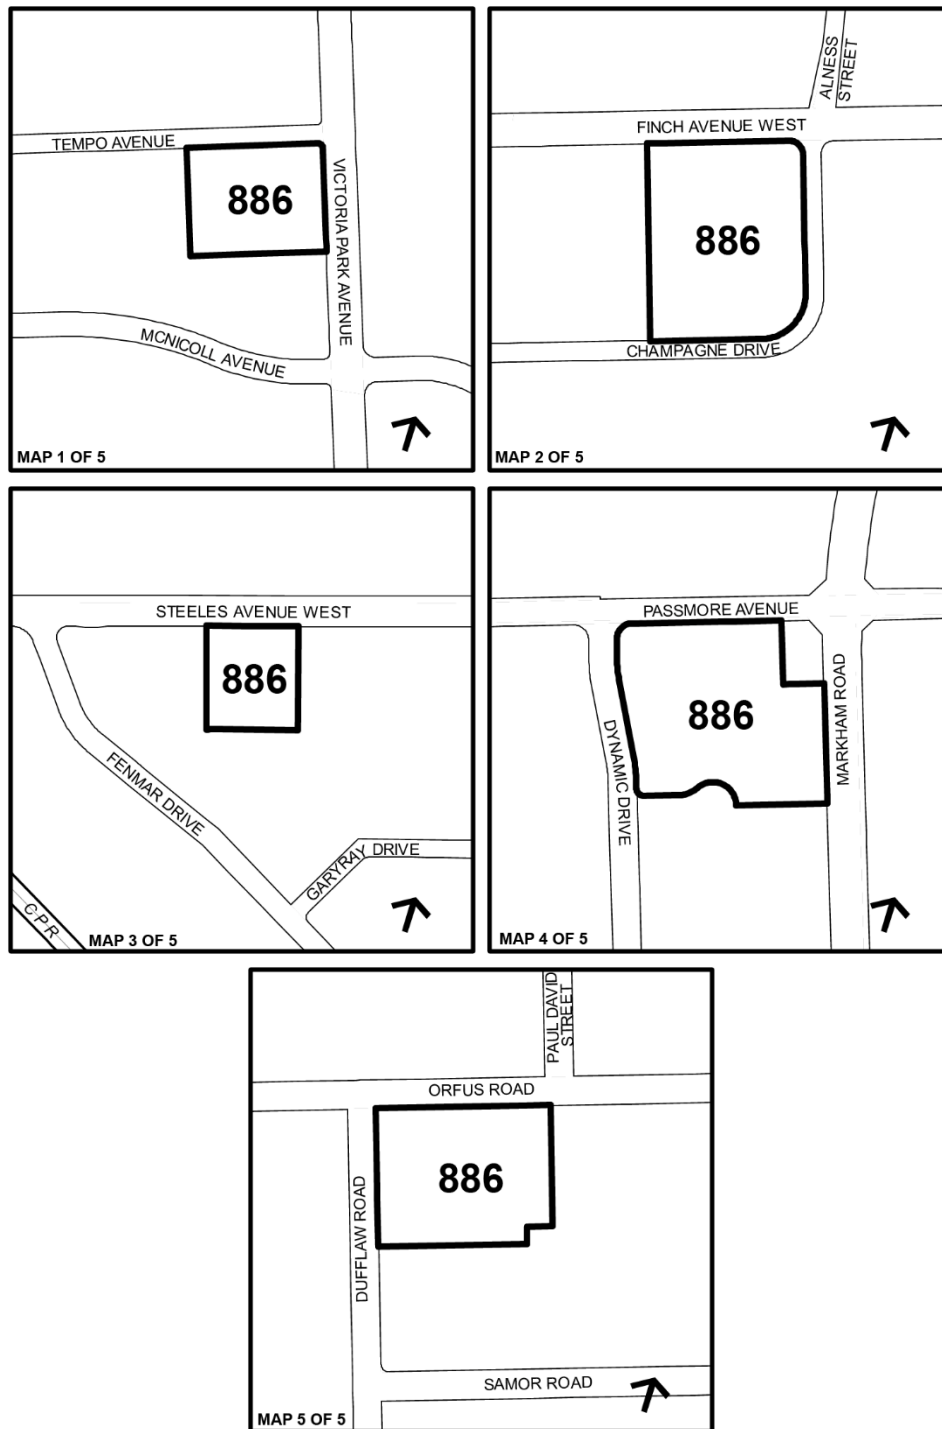 TEMPO AVENUE
886
VICTORIA PARK AVENUE
MCNICOLL AVENUE
MAP 1 OF 5
ALNESS
STREET
FINCH AVENUE WEST
886
CHAMPAGNE DRIVE
MAP 2 OF 5
STEELES AVENUE WEST
886
FENMAR DRIVE
GARYRAY DRIVE
C P R
MAP 3 OF 5
PASSMORE AVENUE
886
MARKHAM ROAD
DYNAMIC DRIVE
MAP 4 OF 5
PAUL DAVID
STREET
ORFUS ROAD
886
DUFFLAW ROAD
SAMOR ROAD
MAP 5 OF 5